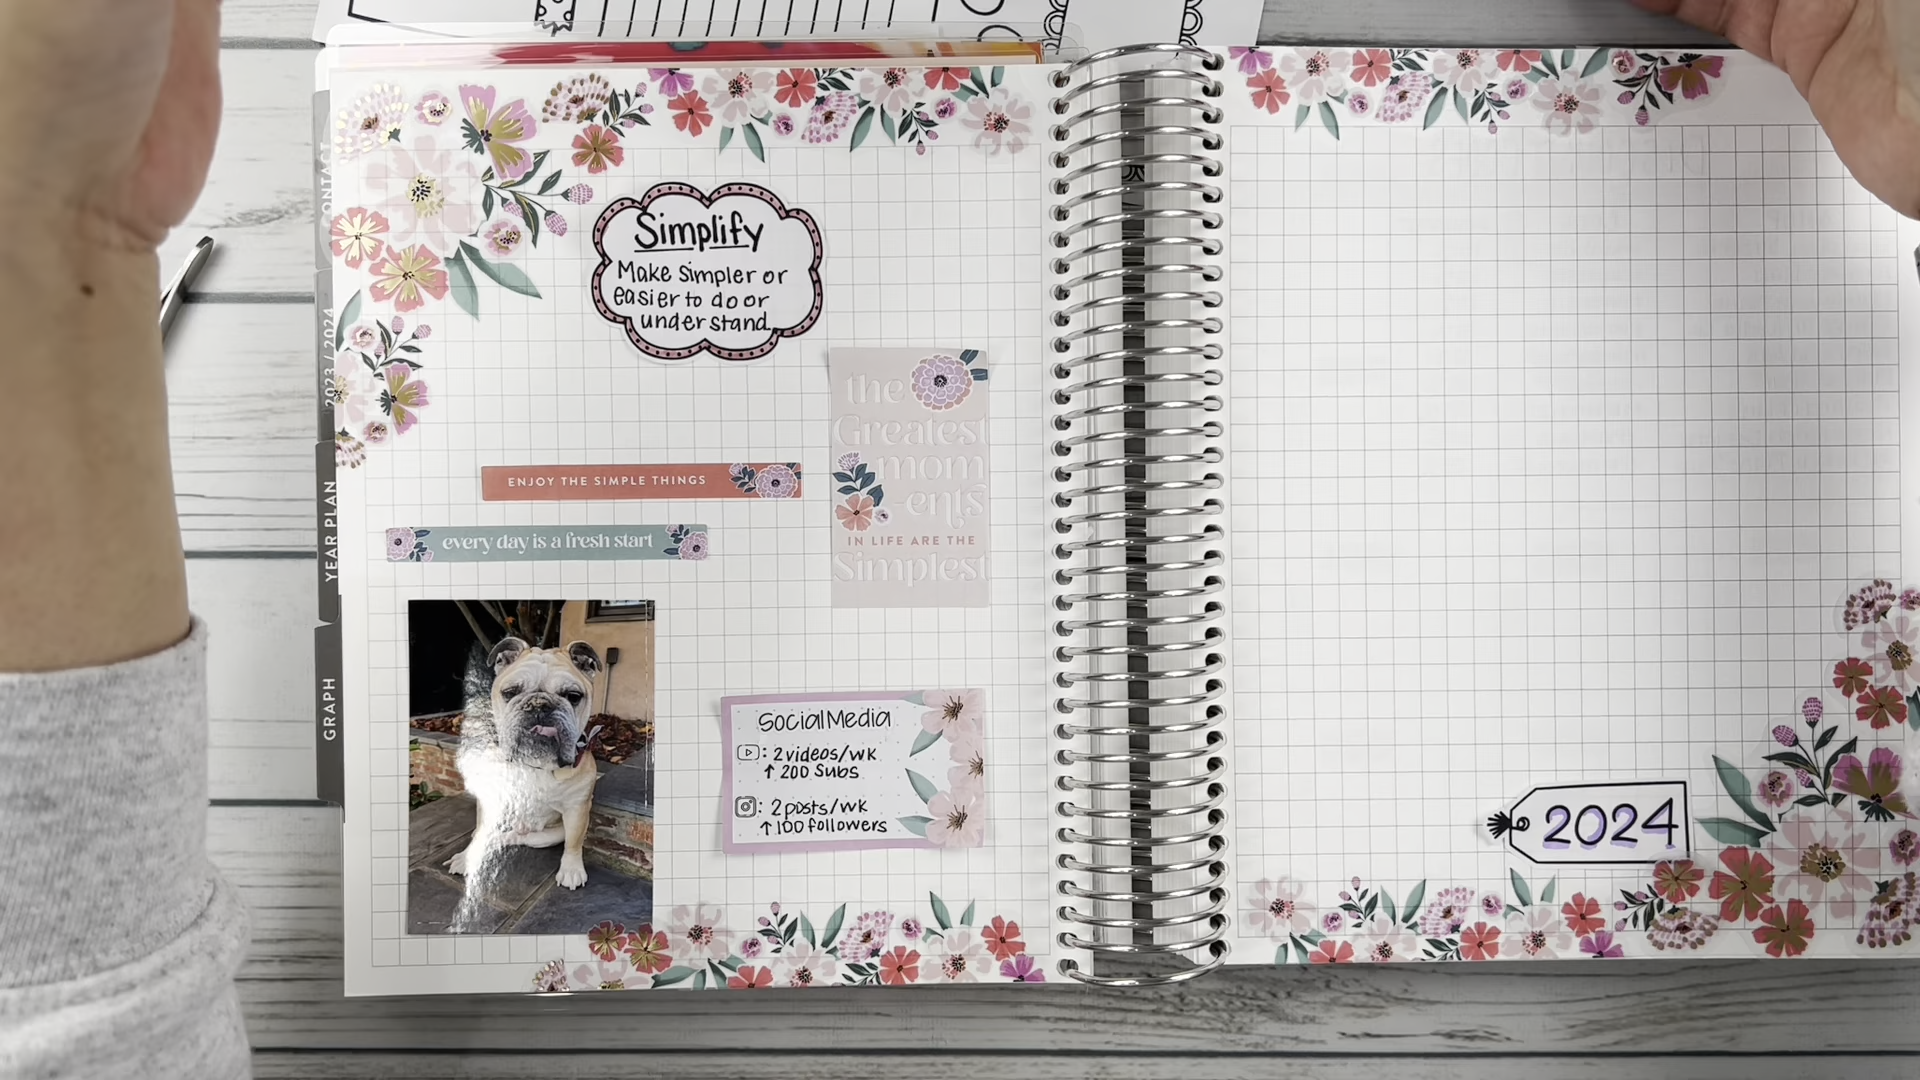 CONTACT
2023 / 2024
YEAR PLAN
GRAPH
Simplify
Make simpler or
easier to do or
understand.
ENJOY THE SIMPLE THINGS
every day is a fresh start
the
Greatest
mom
-ents
IN LIFE ARE THE
Simplest
Social Media
: 2 videos/wk
↑ 200 Subs
: 2 posts/wk
↑ 100 followers
2024